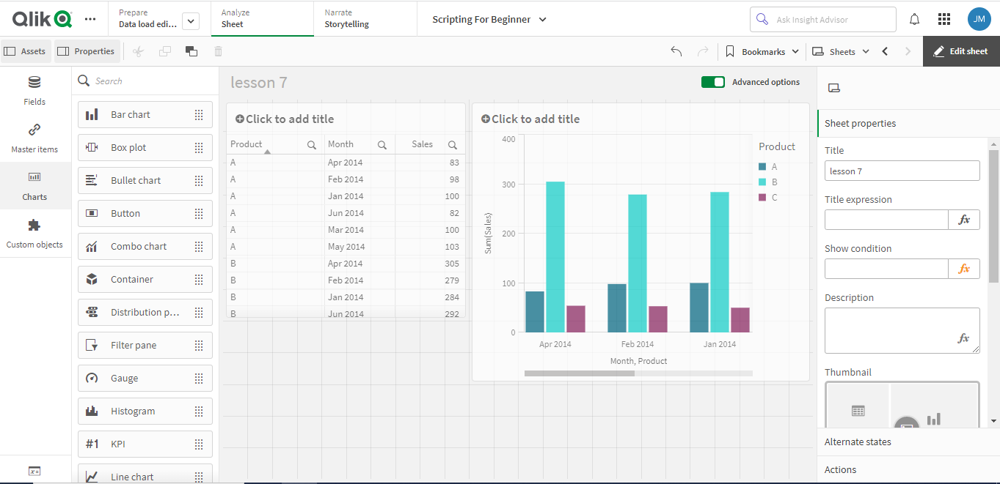 Qlik
Prepare
Data load edi...
Analyze
Sheet
Narrate
Storytelling
Scripting For Beginner
Ask Insight Advisor
JM
Assets
Properties
Bookmarks
Sheets
Edit sheet
Fields
Master items
Charts
Custom objects
Search
Bar chart
Box plot
Bullet chart
Button
Combo chart
Container
Distribution p...
Filter pane
Gauge
Histogram
#1 KPI
Line chart
lesson 7
Advanced options
Click to add title
Product Month Sales
A Apr 2014 83
A Feb 2014 98
A Jan 2014 100
A Jun 2014 82
A Mar 2014 100
A May 2014 103
B Apr 2014 305
B Feb 2014 279
B Jan 2014 284
B Jun 2014 292
Click to add title
400
300
200
100
0
Sum(Sales)
Apr 2014 Feb 2014 Jan 2014
Month, Product
Product
A
B
C
Sheet properties
Title
lesson 7
Title expression
fx
Show condition
fx
Description
fx
Thumbnail
Alternate states
Actions